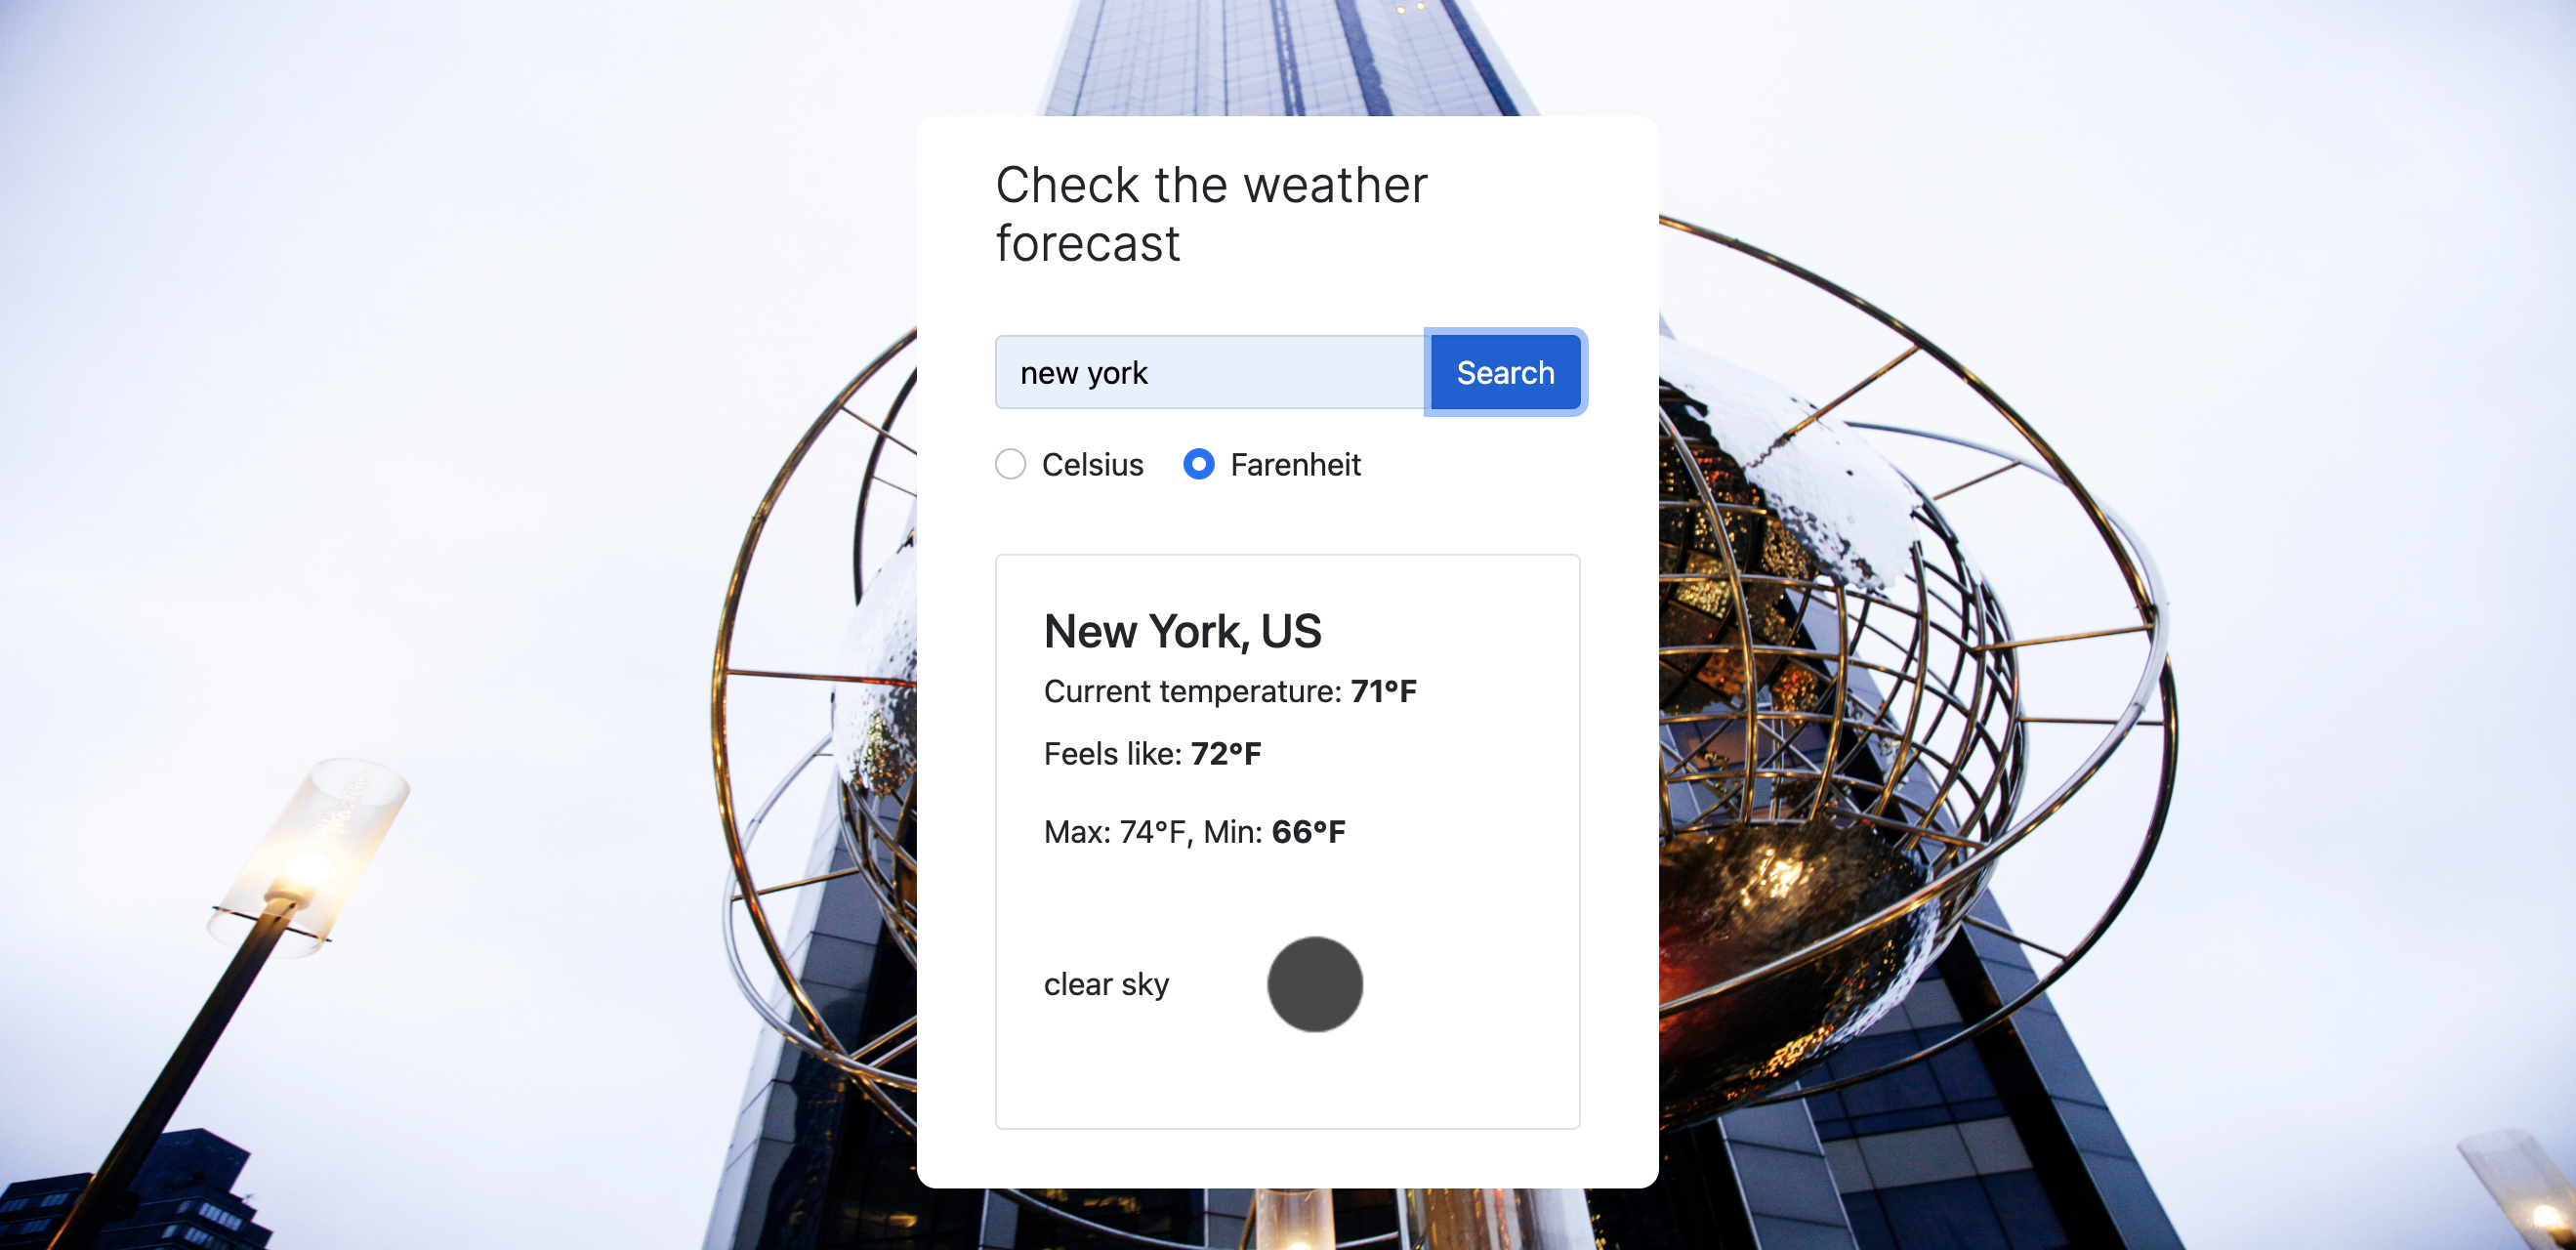 Check the weather
forecast
new york
Search
Celsius
Farenheit
New York, US
Current temperature: 71°F
Feels like: 72°F
Max: 74°F, Min: 66°F
clear sky